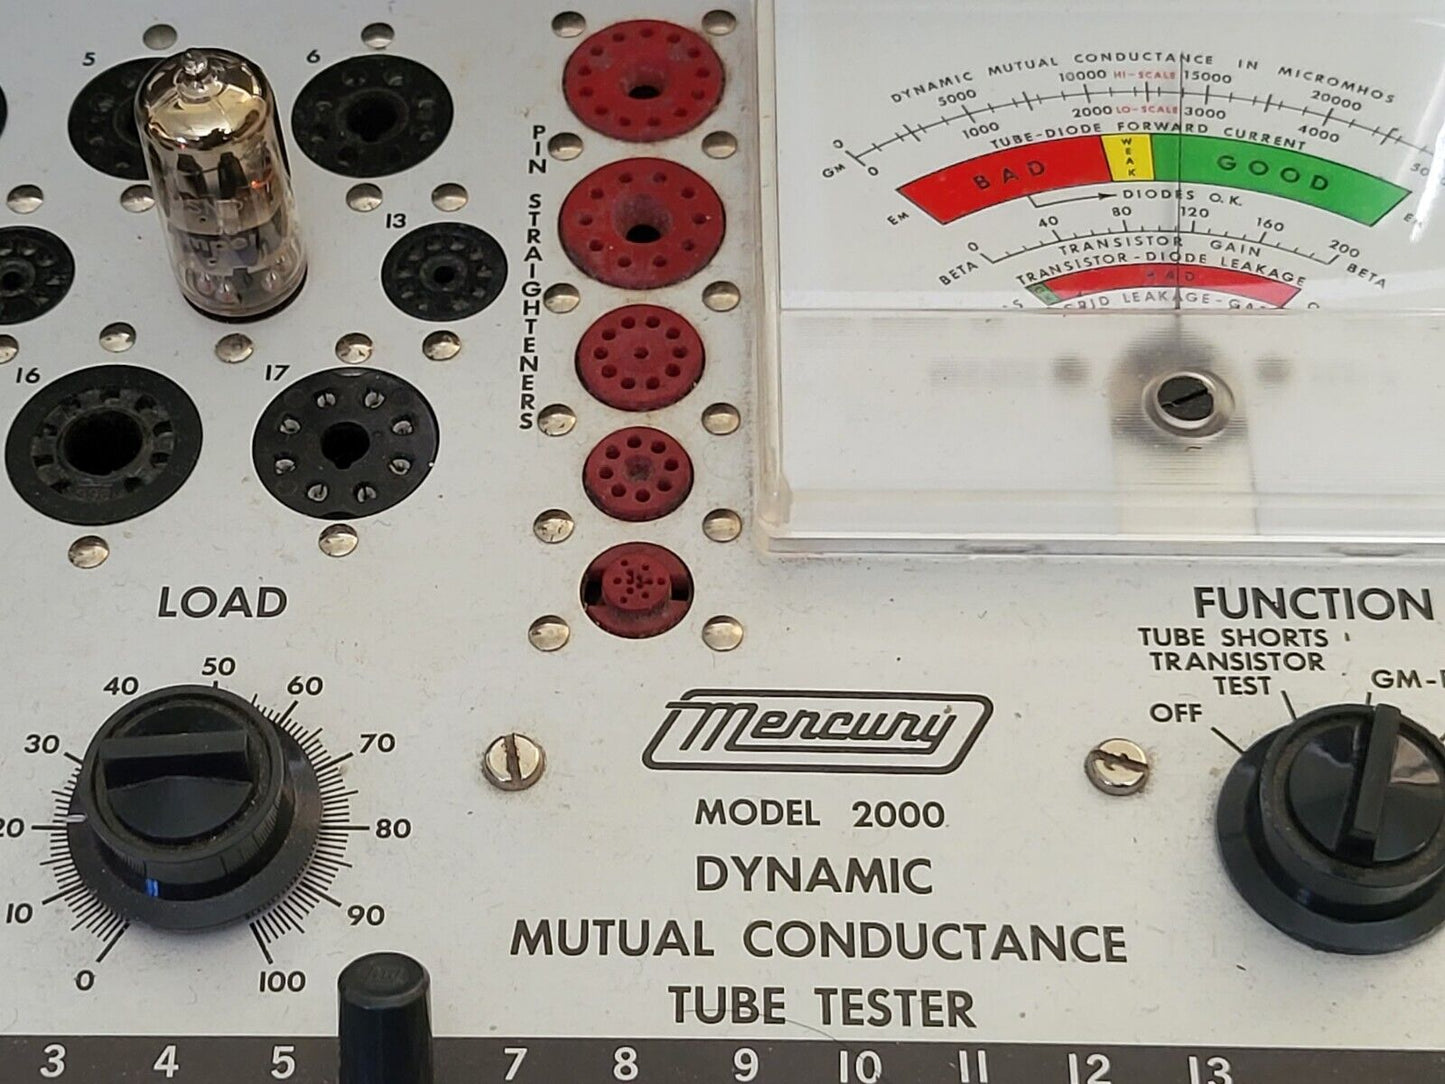 5
6
13
16
17
PIN STRAIGHTENERS
DYNAMIC MUTUAL CONDUCTANCE IN MICROMHOS
5000 10000 HI-SCALE 15000 20000
0 1000 2000 LO-SCALE 3000 4000
GM 0
TUBE-DIODE FORWARD CURRENT
BAD WEAK GOOD
EM
DIODES O.K.
0 40 80 120 160 200
BETA TRANSISTOR GAIN BETA
TRANSISTOR-DIODE LEAKAGE
BAD
LEAKAGE-
LOAD
0 10 20 30 40 50 60 70 80 90 100
FUNCTION
TUBE SHORTS
TRANSISTOR
TEST
OFF
Mercury
MODEL 2000
DYNAMIC
MUTUAL CONDUCTANCE
TUBE TESTER
3 4 5 7 8 9 10 11 12 13